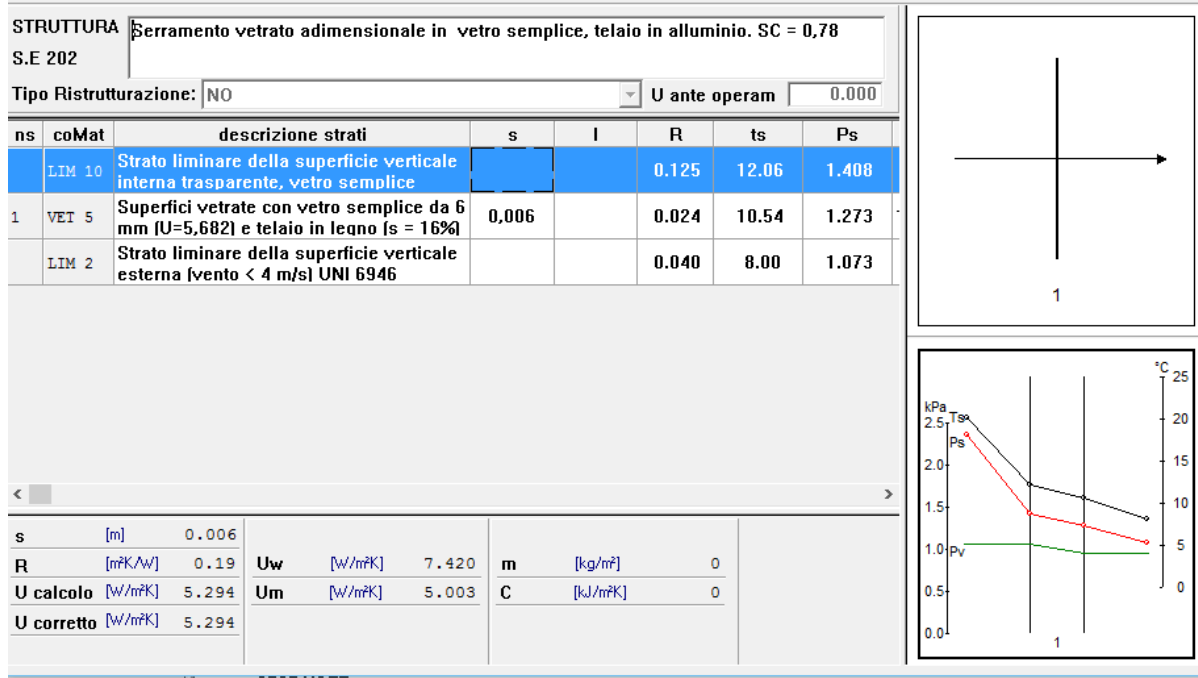 STRUTTURA
S.E 202
Serramento vetrato adimensionale in vetro semplice, telaio in alluminio. SC = 0,78
Tipo Ristrutturazione: NO U ante operam 0.000
ns coMat descrizione strati s l R ts Ps
LIM 10 Strato liminare della superficie verticale
interna trasparente, vetro semplice 0.125 12.06 1.408
1 VET 5 Superfici vetrate con vetro semplice da 6
mm (U=5,682) e telaio in legno (s = 16%) 0,006 0.024 10.54 1.273
LIM 2 Strato liminare della superficie verticale
esterna (vento < 4 m/s) UNI 6946 0.040 8.00 1.073
s [m] 0.006
R [m²K/W] 0.19 Uw [W/m²K] 7.420 m [kg/m²] 0
U calcolo [W/m²K] 5.294 Um [W/m²K] 5.003 C [kJ/m²K] 0
U corretto [W/m²K] 5.294
1
°C
25
20
15
10
5
0
kPa
2.5
2.0
1.5
1.0
0.5
0.0
Ts
Ps
Pv
1